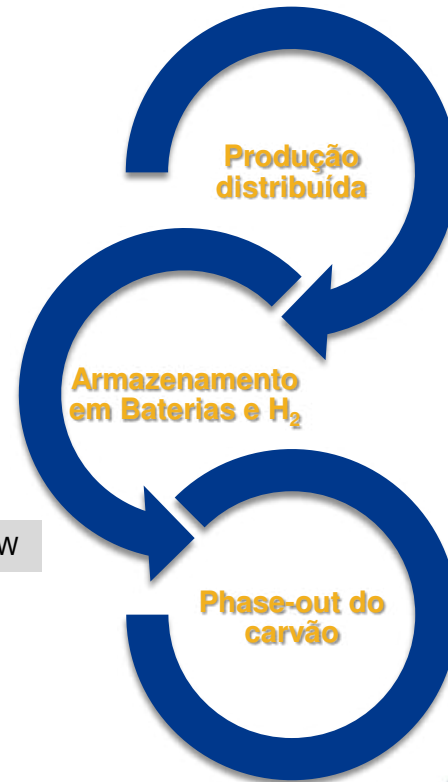 Produção
distribuída
Armazenamento
em Baterias e H₂
W
Phase-out do
carvão